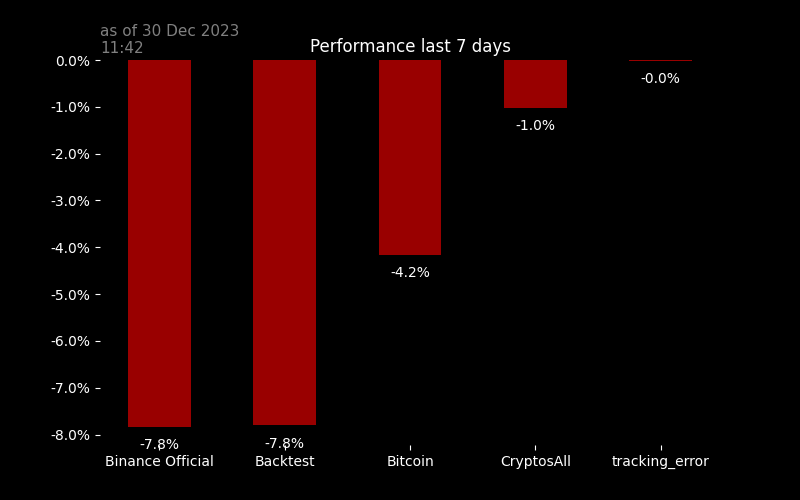 as of 30 Dec 2023
11:42
Performance last 7 days
0.0%
-1.0%
-2.0%
-3.0%
-4.0%
-5.0%
-6.0%
-7.0%
-8.0%
-7.8%
-7.8%
-4.2%
-1.0%
-0.0%
Binance Official
Backtest
Bitcoin
CryptosAll
tracking_error